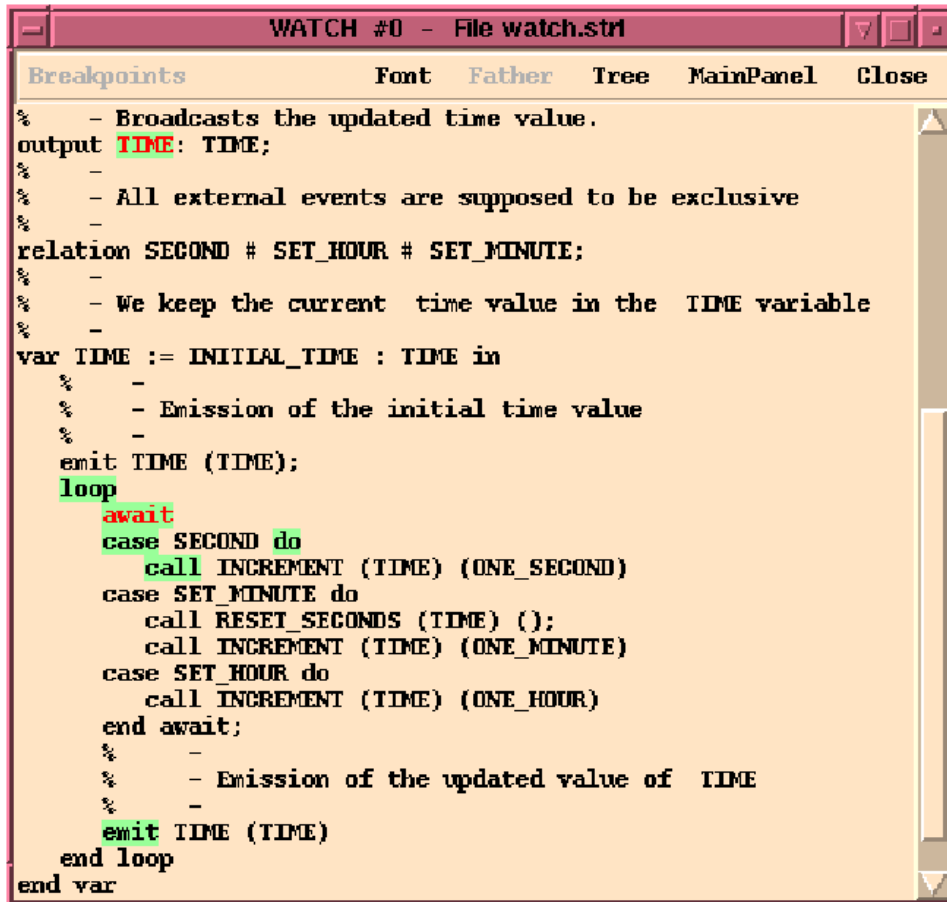 WATCH #0 - File watch.strl
Breakpoints Font Father Tree MainPanel Close
% - Broadcasts the updated time value.
output TIME: TIME;
% -
% - All external events are supposed to be exclusive
% -
relation SECOND # SET_HOUR # SET_MINUTE;
% -
% - We keep the current time value in the TIME variable
% -
var TIME := INITIAL_TIME : TIME in
% -
% - Emission of the initial time value
% -
emit TIME (TIME);
loop
await
case SECOND do
call INCREMENT (TIME) (ONE_SECOND)
case SET_MINUTE do
call RESET_SECONDS (TIME) ();
call INCREMENT (TIME) (ONE_MINUTE)
case SET_HOUR do
call INCREMENT (TIME) (ONE_HOUR)
end await;
% -
% - Emission of the updated value of TIME
% -
emit TIME (TIME)
end loop
end var